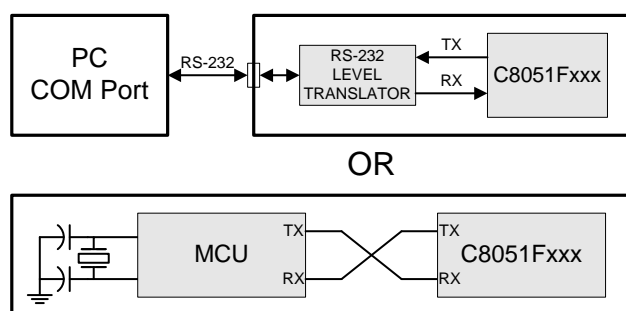 PC
COM Port
RS-232
RS-232
LEVEL
TRANSLATOR
TX
RX
C8051Fxxx
OR
MCU
TX
RX
TX
RX
C8051Fxxx